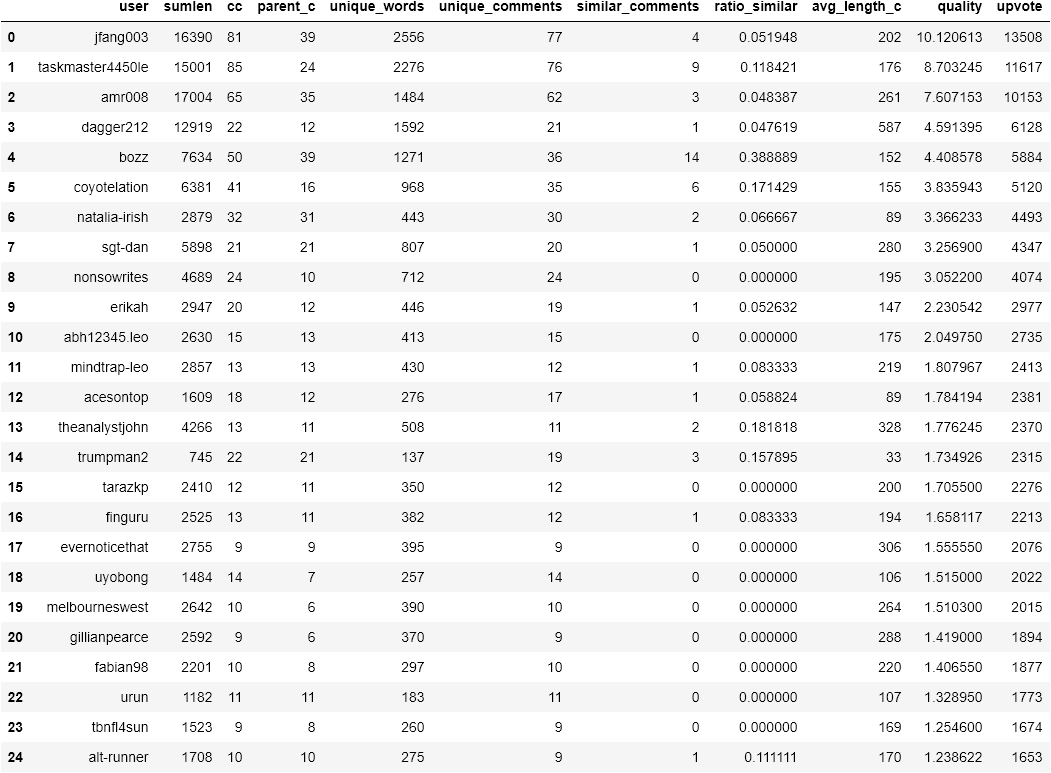 user sumlen cc parent_c unique_words unique_comments similar_comments ratio_similar avg_length_c quality upvote
0 jfang003 16390 81 39 2556 77 4 0.051948 202 10.120613 13508
1 taskmaster4450le 15001 85 24 2276 76 9 0.118421 176 8.703245 11617
2 amr008 17004 65 35 1484 62 3 0.048387 261 7.607153 10153
3 dagger212 12919 22 12 1592 21 1 0.047619 587 4.591395 6128
4 bozz 7634 50 39 1271 36 14 0.388889 152 4.408578 5884
5 coyotelation 6381 41 16 968 35 6 0.171429 155 3.835943 5120
6 natalia-irish 2879 32 31 443 30 2 0.066667 89 3.366233 4493
7 sgt-dan 5898 21 21 807 20 1 0.050000 280 3.256900 4347
8 nonsowrites 4689 24 10 712 24 0 0.000000 195 3.052200 4074
9 erikah 2947 20 12 446 19 1 0.052632 147 2.230542 2977
10 abh12345.leo 2630 15 13 413 15 0 0.000000 175 2.049750 2735
11 mindtrap-leo 2857 13 13 430 12 1 0.083333 219 1.807967 2413
12 acesontop 1609 18 12 276 17 1 0.058824 89 1.784194 2381
13 theanalystjohn 4266 13 11 508 11 2 0.181818 328 1.776245 2370
14 trumpman2 745 22 21 137 19 3 0.157895 33 1.734926 2315
15 tarazkp 2410 12 11 350 12 0 0.000000 200 1.705500 2276
16 finguru 2525 13 11 382 12 1 0.083333 194 1.658117 2213
17 evernoticethat 2755 9 9 395 9 0 0.000000 306 1.555550 2076
18 uyobong 1484 14 7 257 14 0 0.000000 106 1.515000 2022
19 melbourneswest 2642 10 6 390 10 0 0.000000 264 1.510300 2015
20 gillianpearce 2592 9 6 370 9 0 0.000000 288 1.419000 1894
21 fabian98 2201 10 8 297 10 0 0.000000 220 1.406550 1877
22 urun 1182 11 11 183 11 0 0.000000 107 1.328950 1773
23 tbnfl4sun 1523 9 8 260 9 0 0.000000 169 1.254600 1674
24 alt-runner 1708 10 10 275 9 1 0.111111 170 1.238622 1653